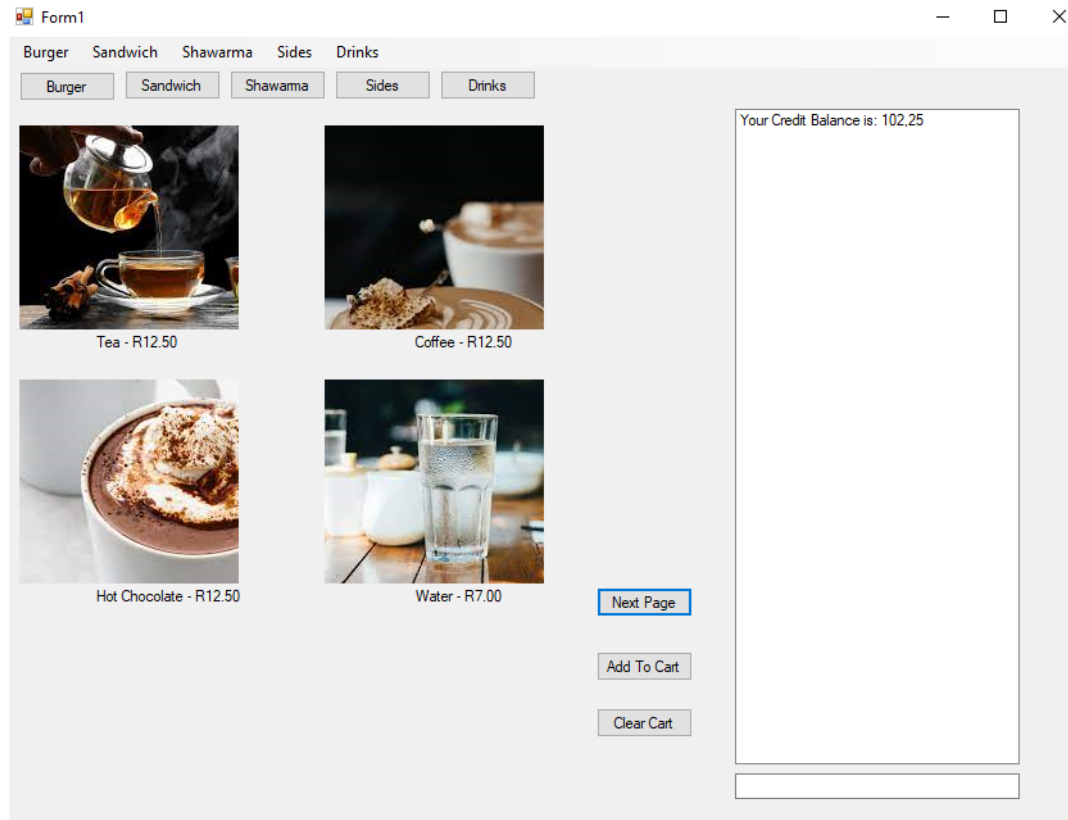 Form1
Burger Sandwich Shawarma Sides Drinks
Burger Sandwich Shawarma Sides Drinks
Your Credit Balance is: 102,25
Tea - R12.50 Coffee - R12.50
Hot Chocolate - R12.50 Water - R7.00
Next Page
Add To Cart
Clear Cart